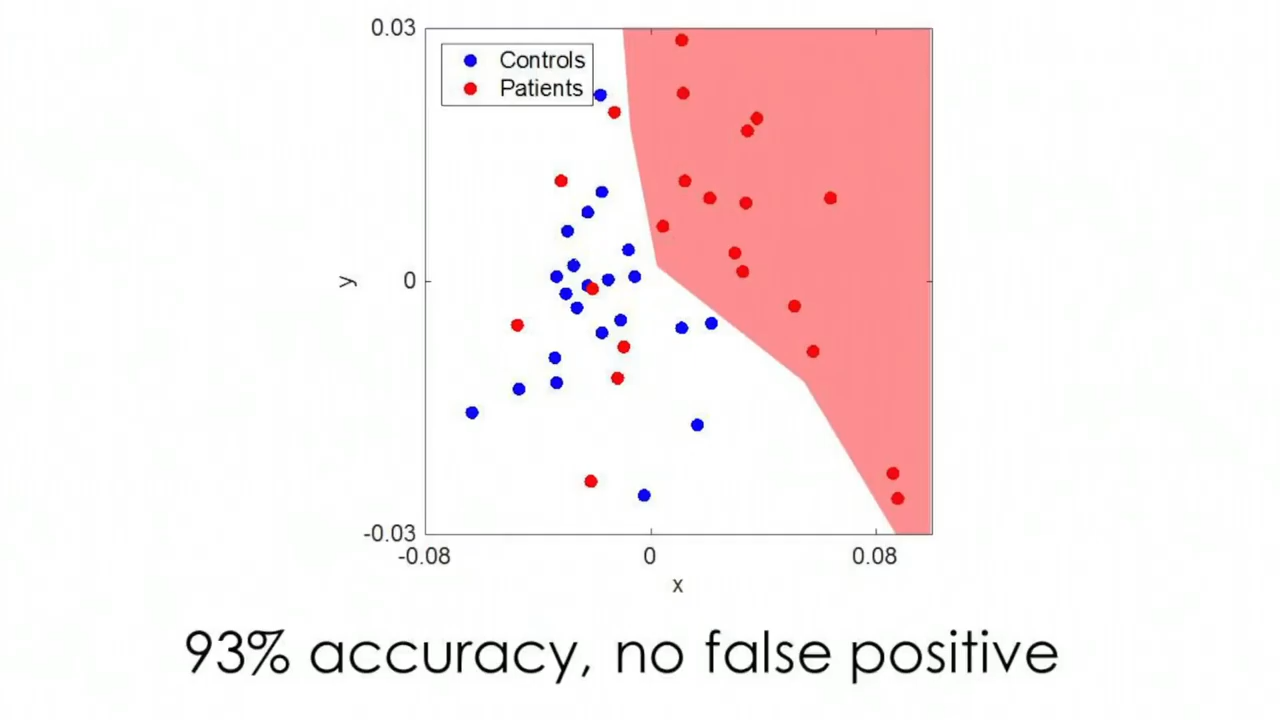 0.03
Controls
Patients
y
0
-0.03
-0.08 0 0.08
x
93% accuracy, no false positive